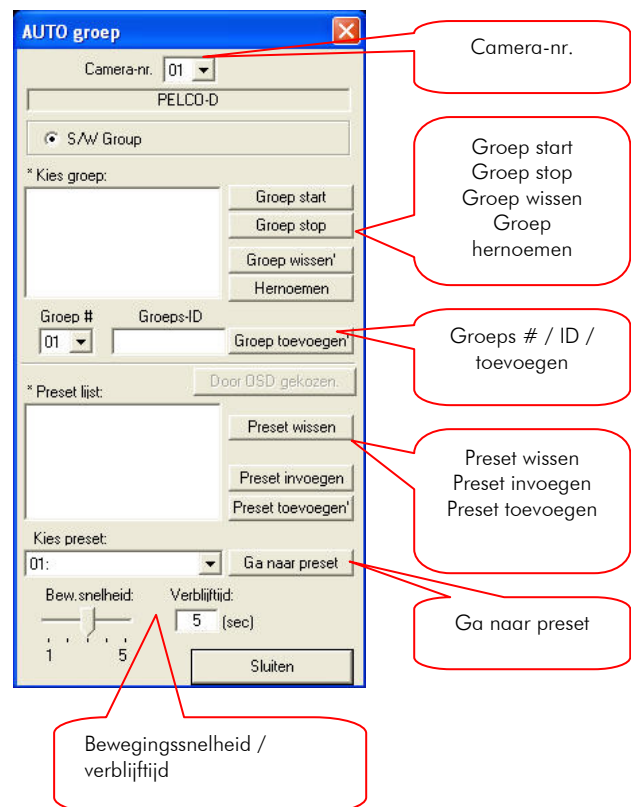 AUTO groep
Camera-nr. 01
PELCO-D
S/W Group
* Kies groep:
Groep start
Groep stop
Groep wissen'
Hernoemen
Groep # Groeps-ID
01 Groep toevoegen'
Door OSD gekozen.
* Preset lijst:
Preset wissen
Preset invoegen
Preset toevoegen'
Kies preset:
01: Ga naar preset
Bew.snelheid: Verblijftijd:
5 (sec)
1 5
Sluiten
Camera-nr.
Groep start
Groep stop
Groep wissen
Groep
hernoemen
Groeps # / ID /
toevoegen
Preset wissen
Preset invoegen
Preset toevoegen
Ga naar preset
Bewegingssnelheid /
verblijftijd